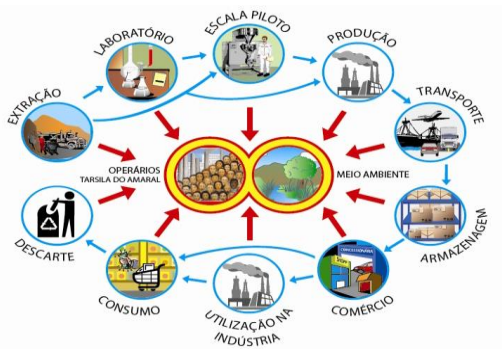 ESCALA PILOTO
LABORATÓRIO
PRODUÇÃO
EXTRAÇÃO
TRANSPORTE
OPERÁRIOS
TARSILA DO AMARAL
MEIO AMBIENTE
DESCARTE
ARMAZENAGEM
CONSUMO
UTILIZAÇÃO NA
INDÚSTRIA
COMÉRCIO